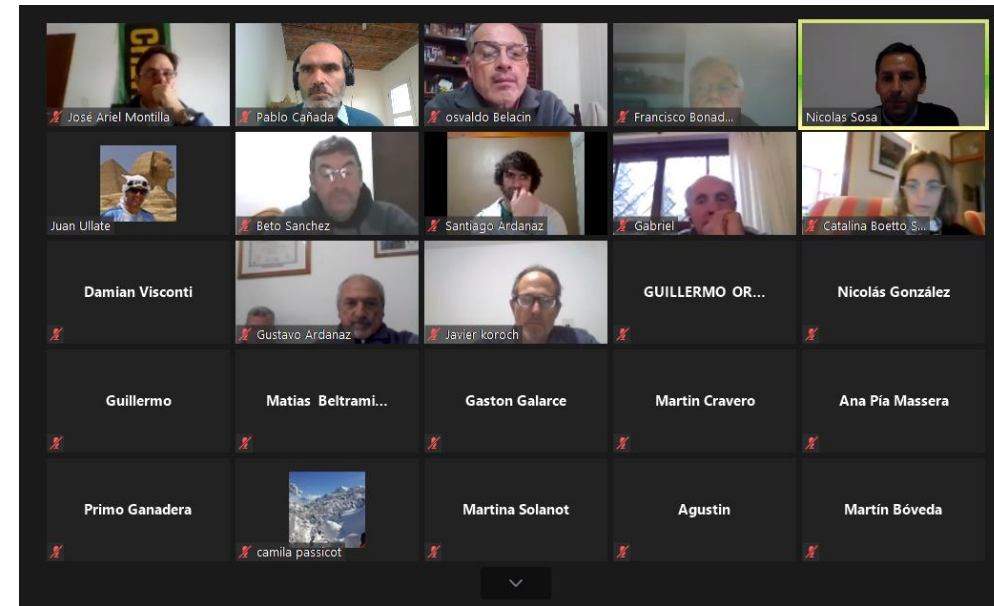 José Ariel Montilla
Pablo Cañada
osvaldo Belacin
Francisco Bonad...
Nicolas Sosa
Juan Ullate
Beto Sanchez
Santiago Ardanaz
Gabriel
Catalina Boetto S...
Damian Visconti
Gustavo Ardanaz
Javier koroch
GUILLERMO OR...
Nicolás González
Guillermo
Matias Beltrami...
Gaston Galarce
Martin Cravero
Ana Pía Massera
Primo Ganadera
camila passicot
Martina Solanot
Agustin
Martín Bóveda